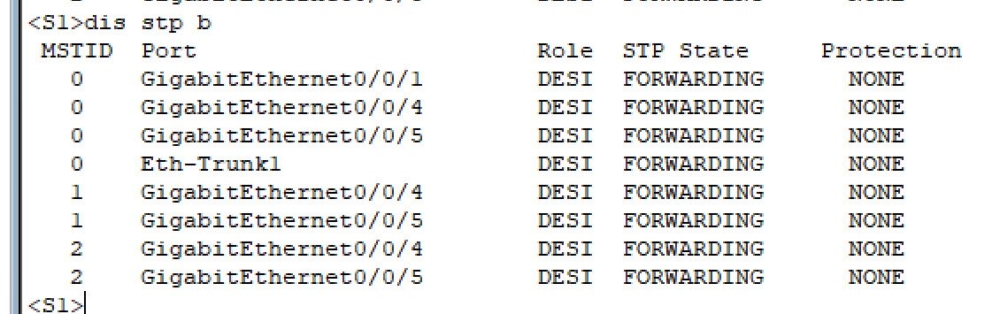 <S1>dis stp b
MSTID Port Role STP State Protection
0 GigabitEthernet0/0/1 DESI FORWARDING NONE
0 GigabitEthernet0/0/4 DESI FORWARDING NONE
0 GigabitEthernet0/0/5 DESI FORWARDING NONE
0 Eth-Trunk1 DESI FORWARDING NONE
1 GigabitEthernet0/0/4 DESI FORWARDING NONE
1 GigabitEthernet0/0/5 DESI FORWARDING NONE
2 GigabitEthernet0/0/4 DESI FORWARDING NONE
2 GigabitEthernet0/0/5 DESI FORWARDING NONE
<S1>